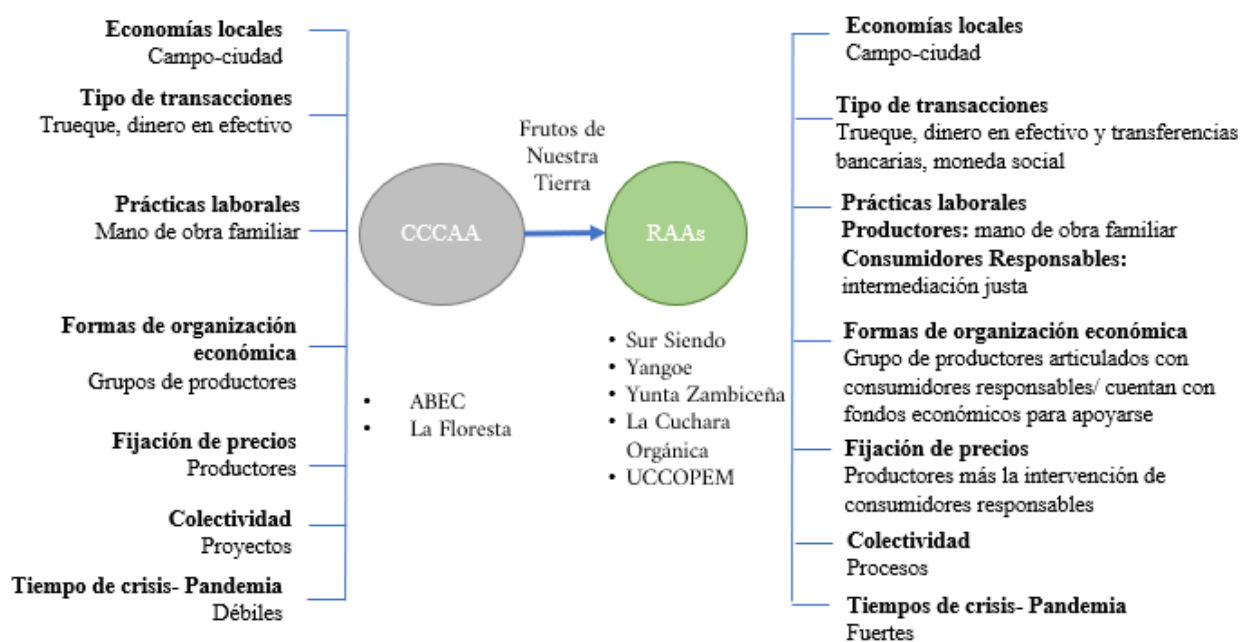 Economías locales
Campo-ciudad
Tipo de transacciones
Trueque, dinero en efectivo
Prácticas laborales
Mano de obra familiar
Formas de organización
económica
Grupos de productores
Fijación de precios
Productores
Colectividad
Proyectos
Tiempo de crisis- Pandemia
Débiles
CCCAA
• ABEC
• La Floresta
Frutos de
Nuestra
Tierra
RAAs
• Sur Siendo
• Yangoe
• Yunta Zambiceña
• La Cuchara
Orgánica
• UCCOPEM
Economías locales
Campo-ciudad
Tipo de transacciones
Trueque, dinero en efectivo y transferencias
bancarias, moneda social
Prácticas laborales
Productores: mano de obra familiar
Consumidores Responsables:
intermediación justa
Formas de organización económica
Grupo de productores articulados con
consumidores responsables/ cuentan con
fondos económicos para apoyarse
Fijación de precios
Productores más la intervención de
consumidores responsables
Colectividad
Procesos
Tiempos de crisis- Pandemia
Fuertes